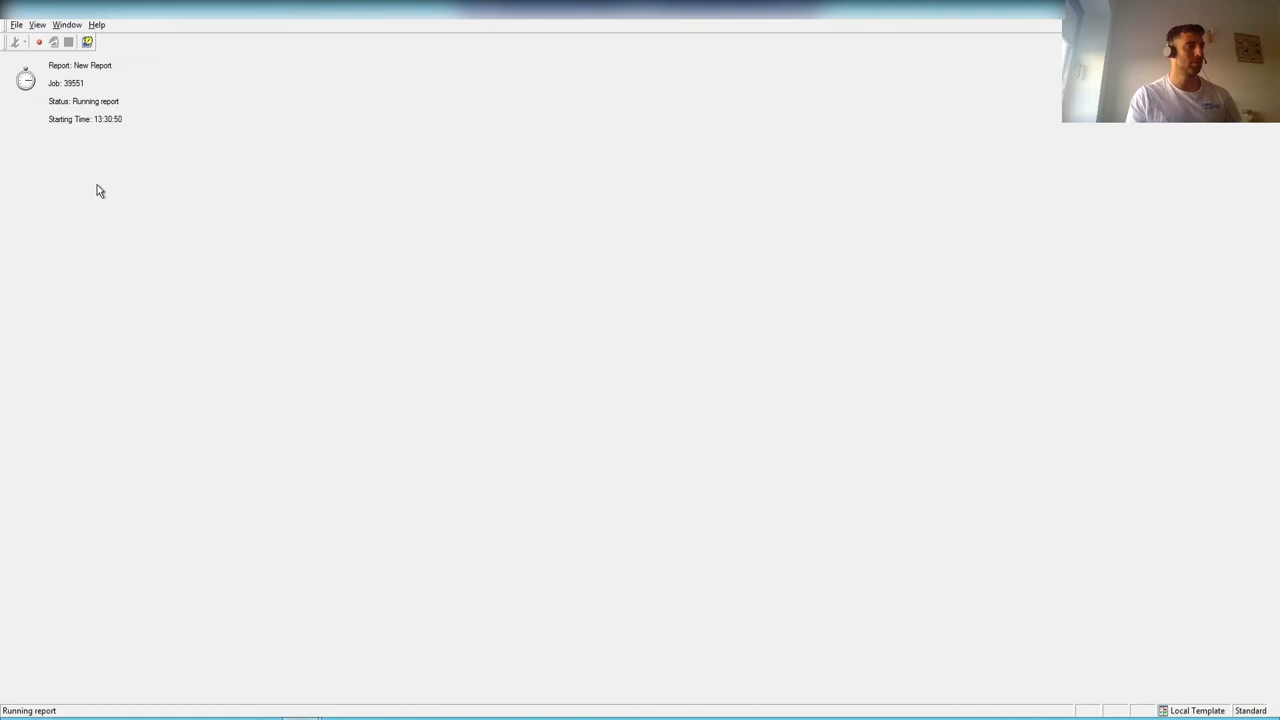 File View Window Help
Report: New Report
Job: 39551
Status: Running report
Starting Time: 13:30:50
Running report
Local Template
Standard